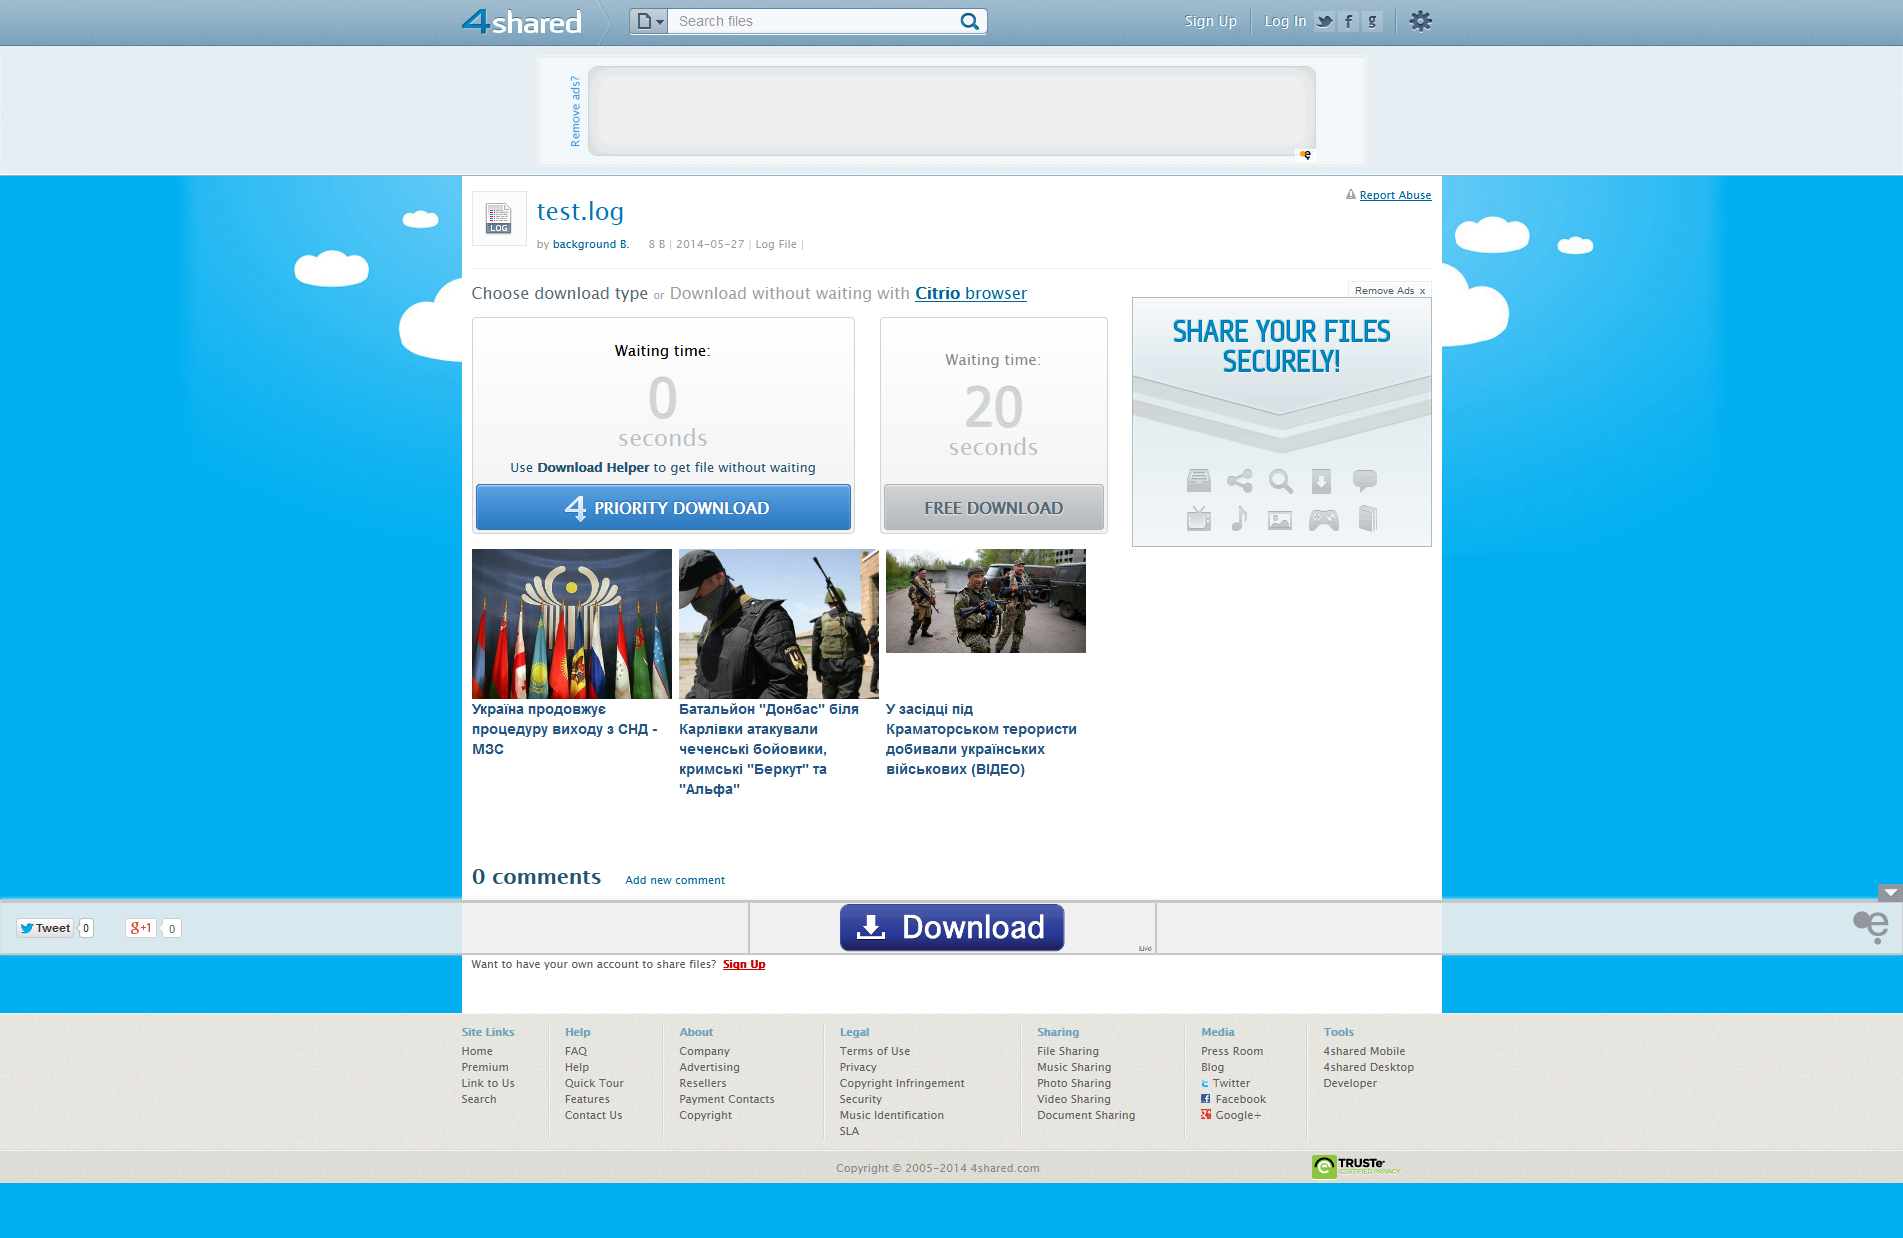 4shared
Search files
Sign Up
Log In
Remove ads?
LOG
test.log
Report Abuse
by background B. 8 B | 2014-05-27 | Log File |
Choose download type or Download without waiting with Citrio browser
Remove Ads x
Waiting time:
0
seconds
Use Download Helper to get file without waiting
4 PRIORITY DOWNLOAD
Waiting time:
20
seconds
FREE DOWNLOAD
SHARE YOUR FILES
SECURELY!
Україна продовжує
процедуру виходу з СНД -
МЗС
Батальйон "Донбас" біля
Карлівки атакували
чеченські бойовики,
кримські "Беркут" та
"Альфа"
У засідці під
Краматорськом терористи
добивали українських
військових (ВІДЕО)
0 comments
Add new comment
Tweet 0
g+1 0
Download
Want to have your own account to share files? Sign Up
Site Links
Home
Premium
Link to Us
Search
Help
FAQ
Help
Quick Tour
Features
Contact Us
About
Company
Advertising
Resellers
Payment Contacts
Copyright
Legal
Terms of Use
Privacy
Copyright Infringement
Security
Music Identification
SLA
Sharing
File Sharing
Music Sharing
Photo Sharing
Video Sharing
Document Sharing
Media
Press Room
Blog
Twitter
Facebook
Google+
Tools
4shared Mobile
4shared Desktop
Developer
Copyright © 2005-2014 4shared.com
TRUSTe
CERTIFIED PRIVACY